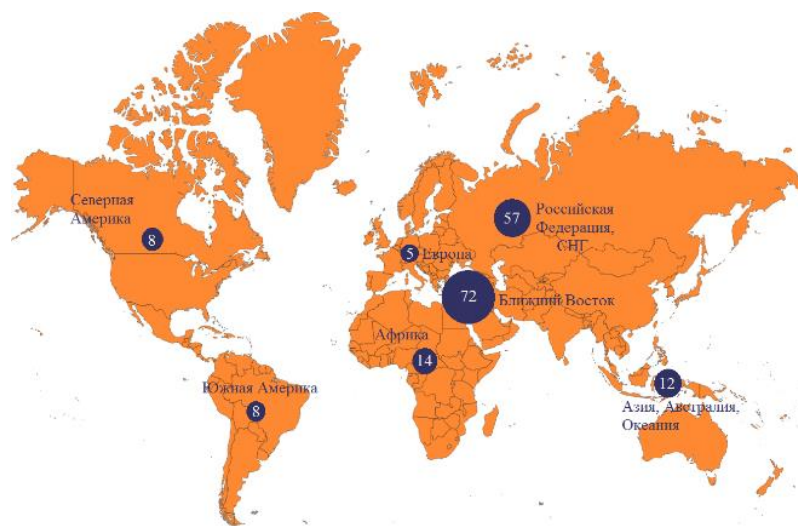 Северная
Америка
8
57
Российская
Федерация,
СНГ
5
Европа
72
Ближний Восток
Африка
14
Южная Америка
8
12
Азия, Австралия,
Океания